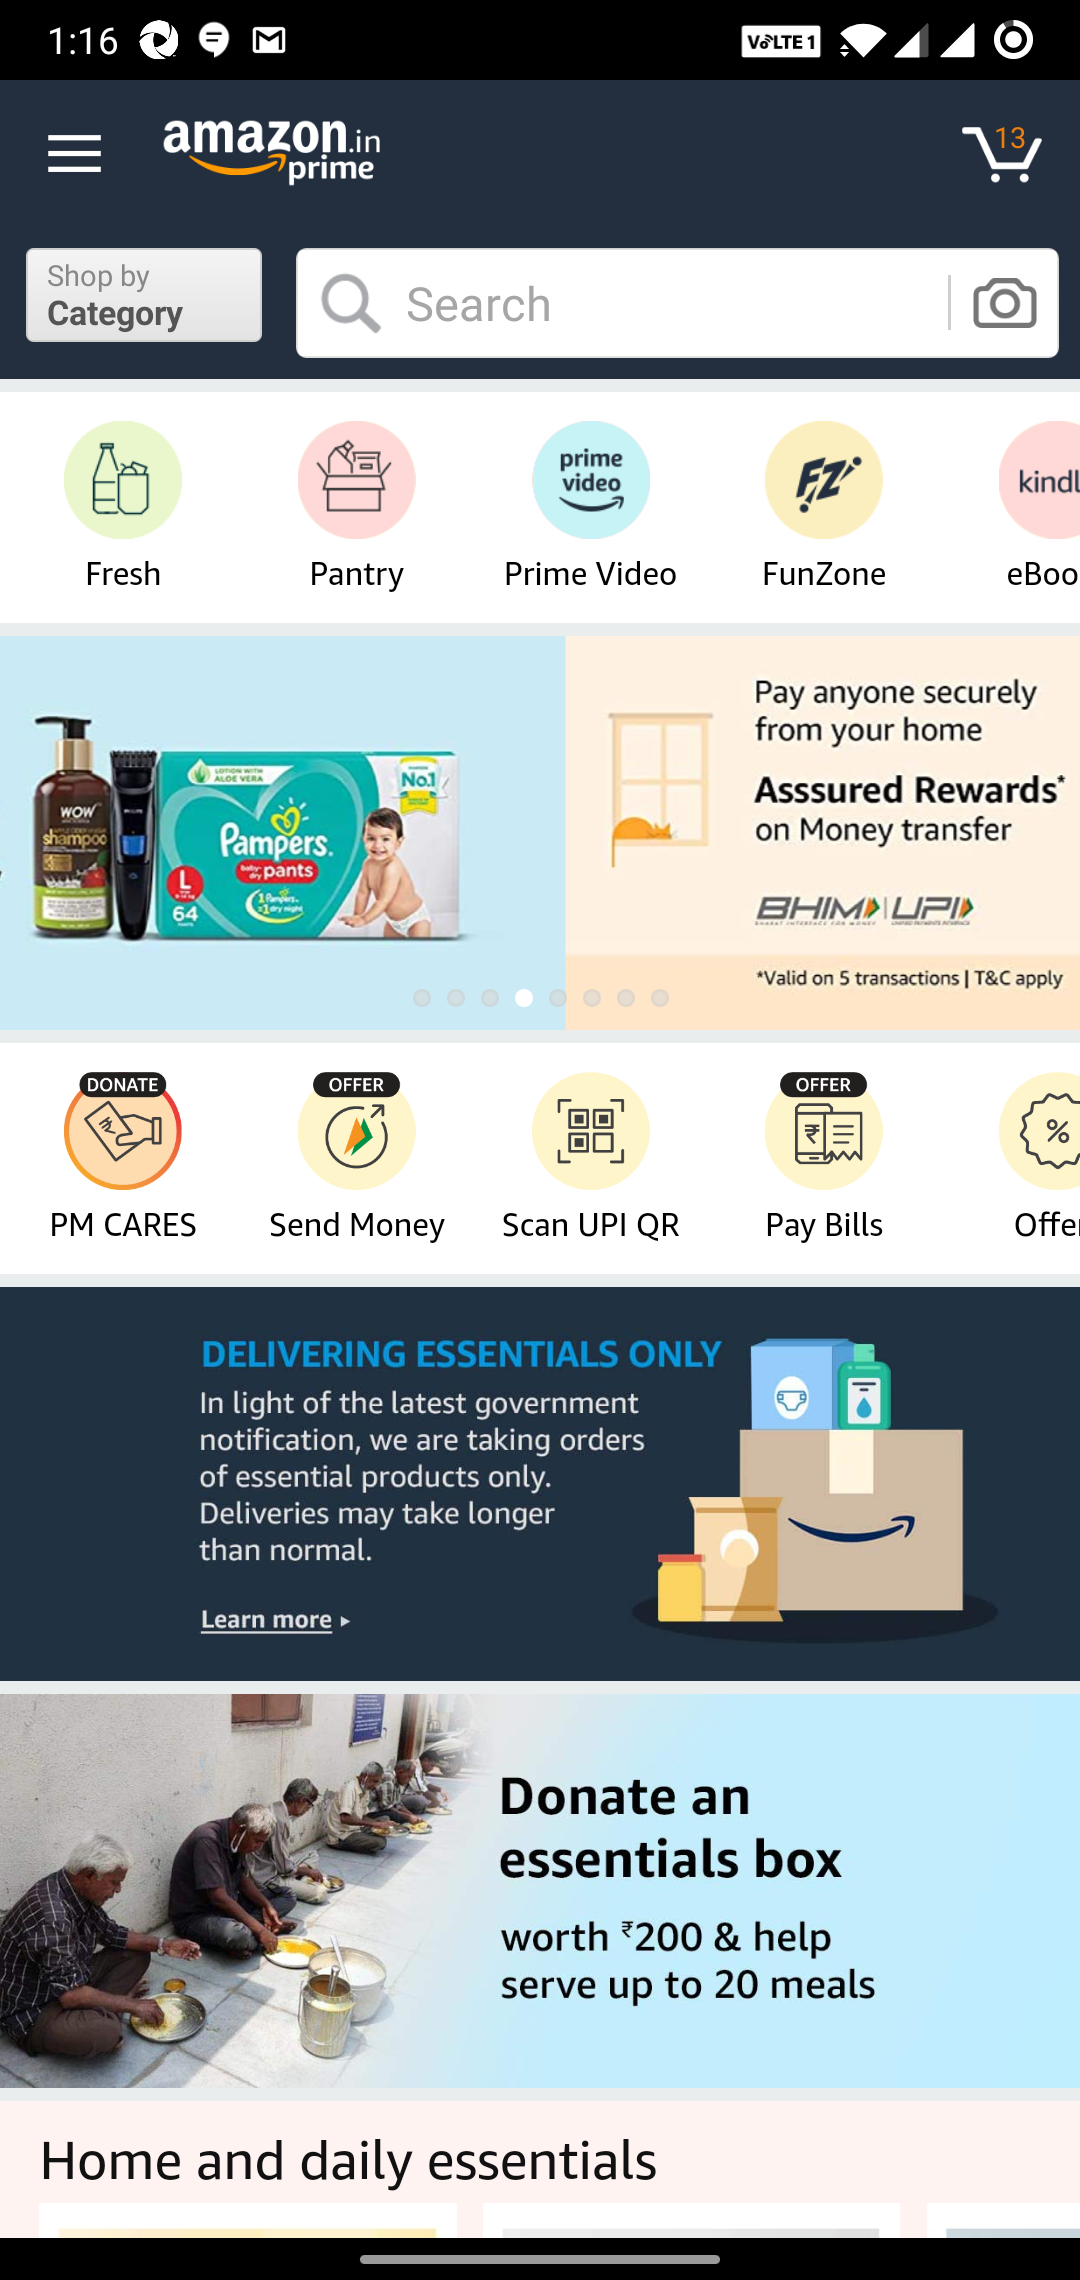 1:16
VoLTE 1
amazon.in
prime
13
Shop by
Category
Search
prime
video
FZ
kindl
Fresh
Pantry
Prime Video
FunZone
eBoo
LOTION WITH
ALOE VERA
No.1
WOW
shampoo
Pampers.
baby-dry pants
L
64
Pay anyone securely
from your home
Asssured Rewards*
on Money transfer
BHIM UPI
*Valid on 5 transactions | T&C apply
DONATE
OFFER
OFFER
PM CARES
Send Money
Scan UPI QR
Pay Bills
Offe
DELIVERING ESSENTIALS ONLY
In light of the latest government
notification, we are taking orders
of essential products only.
Deliveries may take longer
than normal.
Learn more
Donate an
essentials box
worth ₹200 & help
serve up to 20 meals
Home and daily essentials